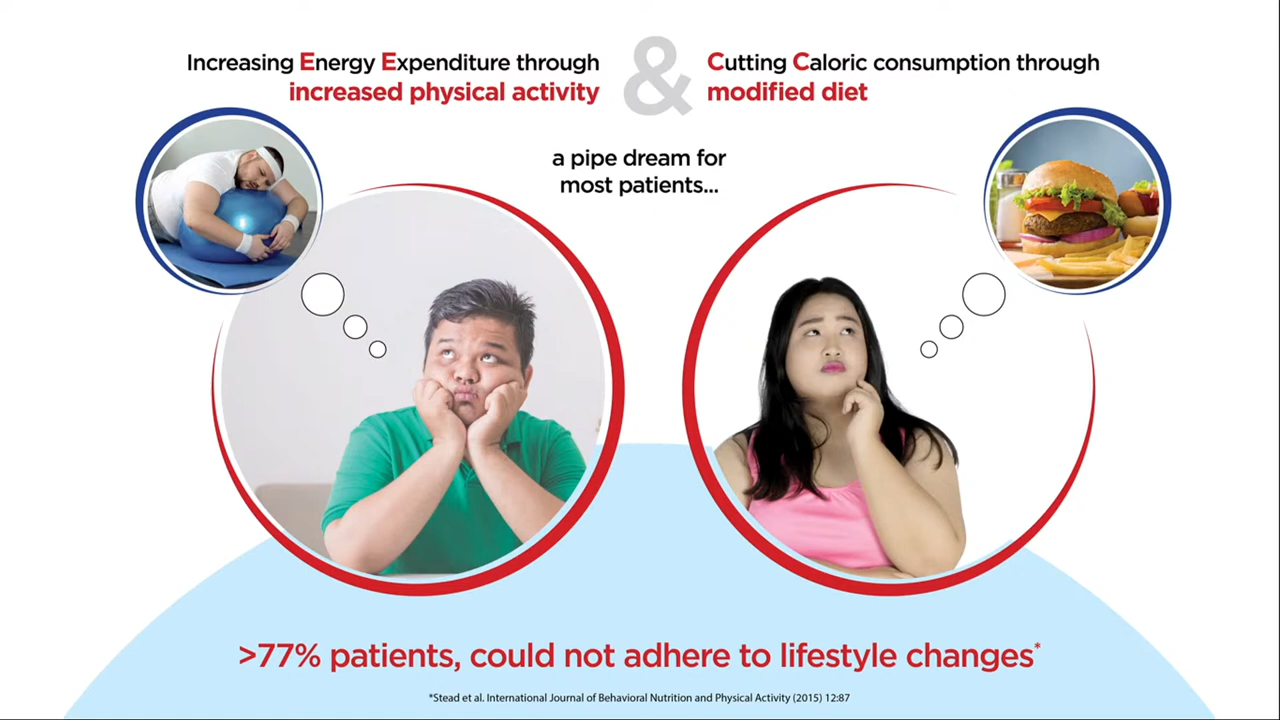 Increasing Energy Expenditure through
increased physical activity
&
Cutting Caloric consumption through
modified diet
a pipe dream for
most patients...
>77% patients, could not adhere to lifestyle changes*
*Stead et al. International Journal of Behavioral Nutrition and Physical Activity (2015) 12:87